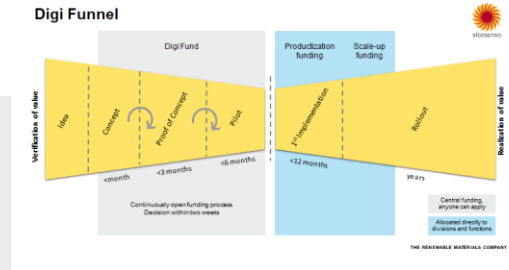 Digi Funnel
storaenso
Digi Fund
Productization
funding
Scale-up
funding
Verification of value
Idea
Concept
Proof of Concept
Pilot
1st Implementation
Rollout
Realization of value
<month
<3 months
<6 months
<12 months
years
Continuously open funding process
Decision within two weeks
Central funding,
anyone can apply
Allocated directly to
divisions and functions
THE RENEWABLE MATERIALS COMPANY